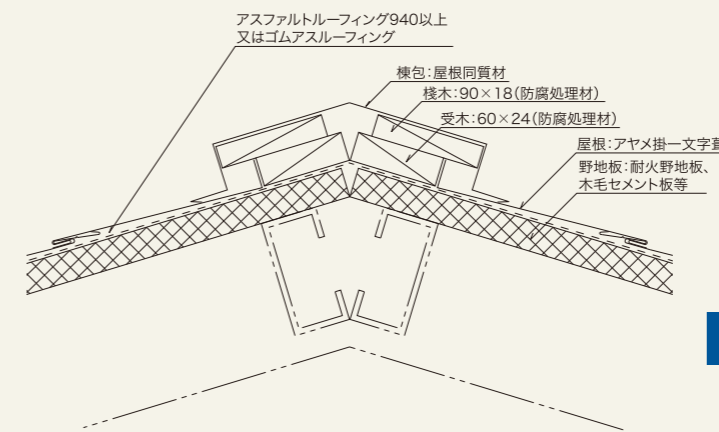 アスファルトルーフィング940以上
又はゴムアスルーフィング
棟包:屋根同質材
棧木:90×18(防腐処理材)
受木:60×24(防腐処理材)
屋根:アヤメ掛一文字葺
野地板:耐火野地板、
木毛セメント板等